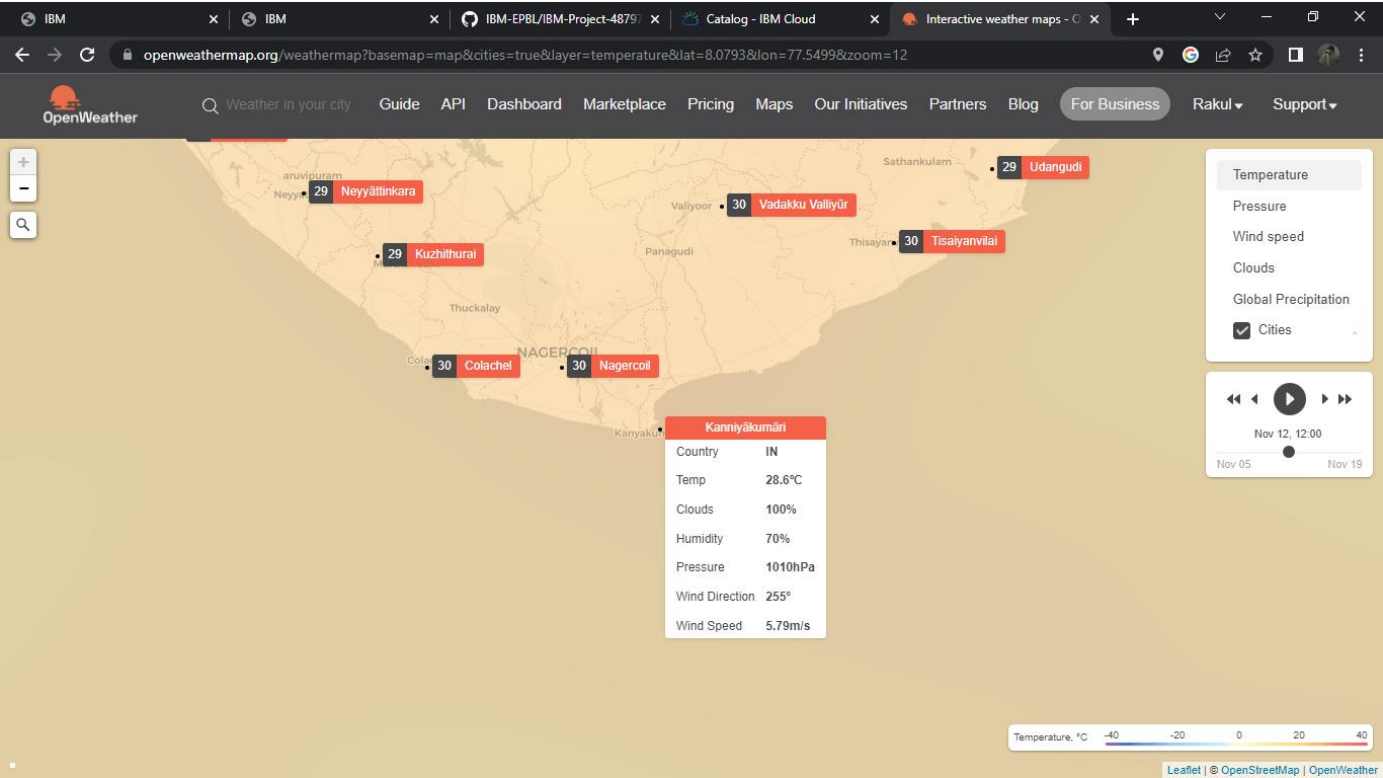 IBM
IBM
IBM-EPBL/IBM-Project-48797
Catalog - IBM Cloud
Interactive weather maps - O
openweathermap.org/weathermap?basemap=map&cities=true&layer=temperature&lat=8.0793&lon=77.5499&zoom=12
OpenWeather
Weather in your city
Guide
API
Dashboard
Marketplace
Pricing
Maps
Our Initiatives
Partners
Blog
For Business
Rakul
Support
+
-
Sathankulam
29 Udangudi
aruvipuram
Neyy
29 Neyyāttinkara
Valliyoor
30 Vadakku Valliyūr
Thisayan
30 Tisaiyanvilai
29 Kuzhithurai
Panagudi
Thuckalay
NAGERCOIL
Cola
30 Colachel
30 Nagercoil
Kanyakum
Kanniyākumāri
Country IN
Temp 28.6°C
Clouds 100%
Humidity 70%
Pressure 1010hPa
Wind Direction 255°
Wind Speed 5.79m/s
Temperature
Pressure
Wind speed
Clouds
Global Precipitation
Cities
Nov 12, 12:00
Nov 05 Nov 19
Temperature, °C -40 -20 0 20 40
Leaflet | © OpenStreetMap | OpenWeather